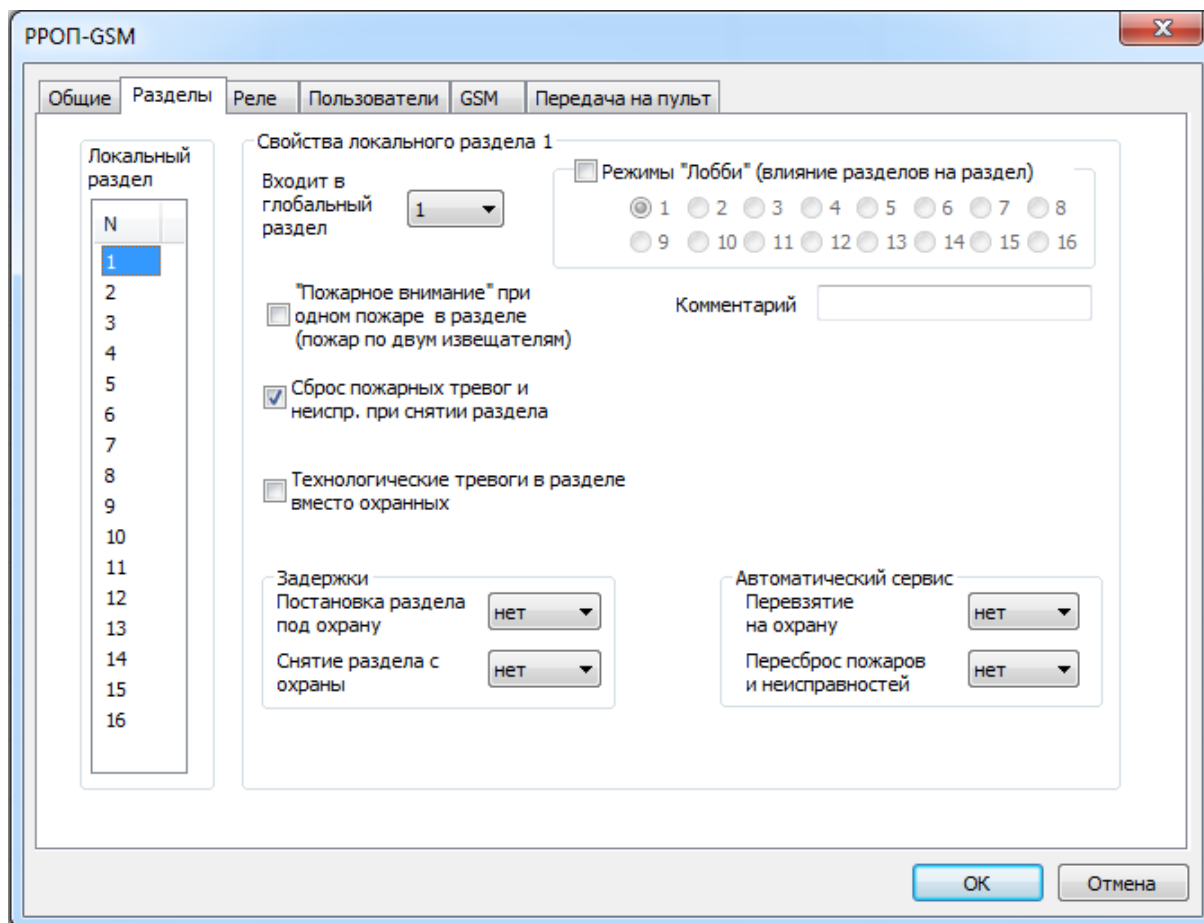 РРОП-GSM
Общие Разделы Реле Пользователи GSM Передача на пульт
Локальный
раздел
N
1
2
3
4
5
6
7
8
9
10
11
12
13
14
15
16
Свойства локального раздела 1
Входит в
глобальный
раздел
1
Режимы "Лобби" (влияние разделов на раздел)
1 2 3 4 5 6 7 8
9 10 11 12 13 14 15 16
"Пожарное внимание" при
одном пожаре в разделе
(пожар по двум извещателям)
Комментарий
Сброс пожарных тревог и
неиспр. при снятии раздела
Технологические тревоги в разделе
вместо охранных
Задержки
Постановка раздела
под охрану
нет
Снятие раздела с
охраны
нет
Автоматический сервис
Перевзятие
на охрану
нет
Пересброс пожаров
и неисправностей
нет
OK Отмена